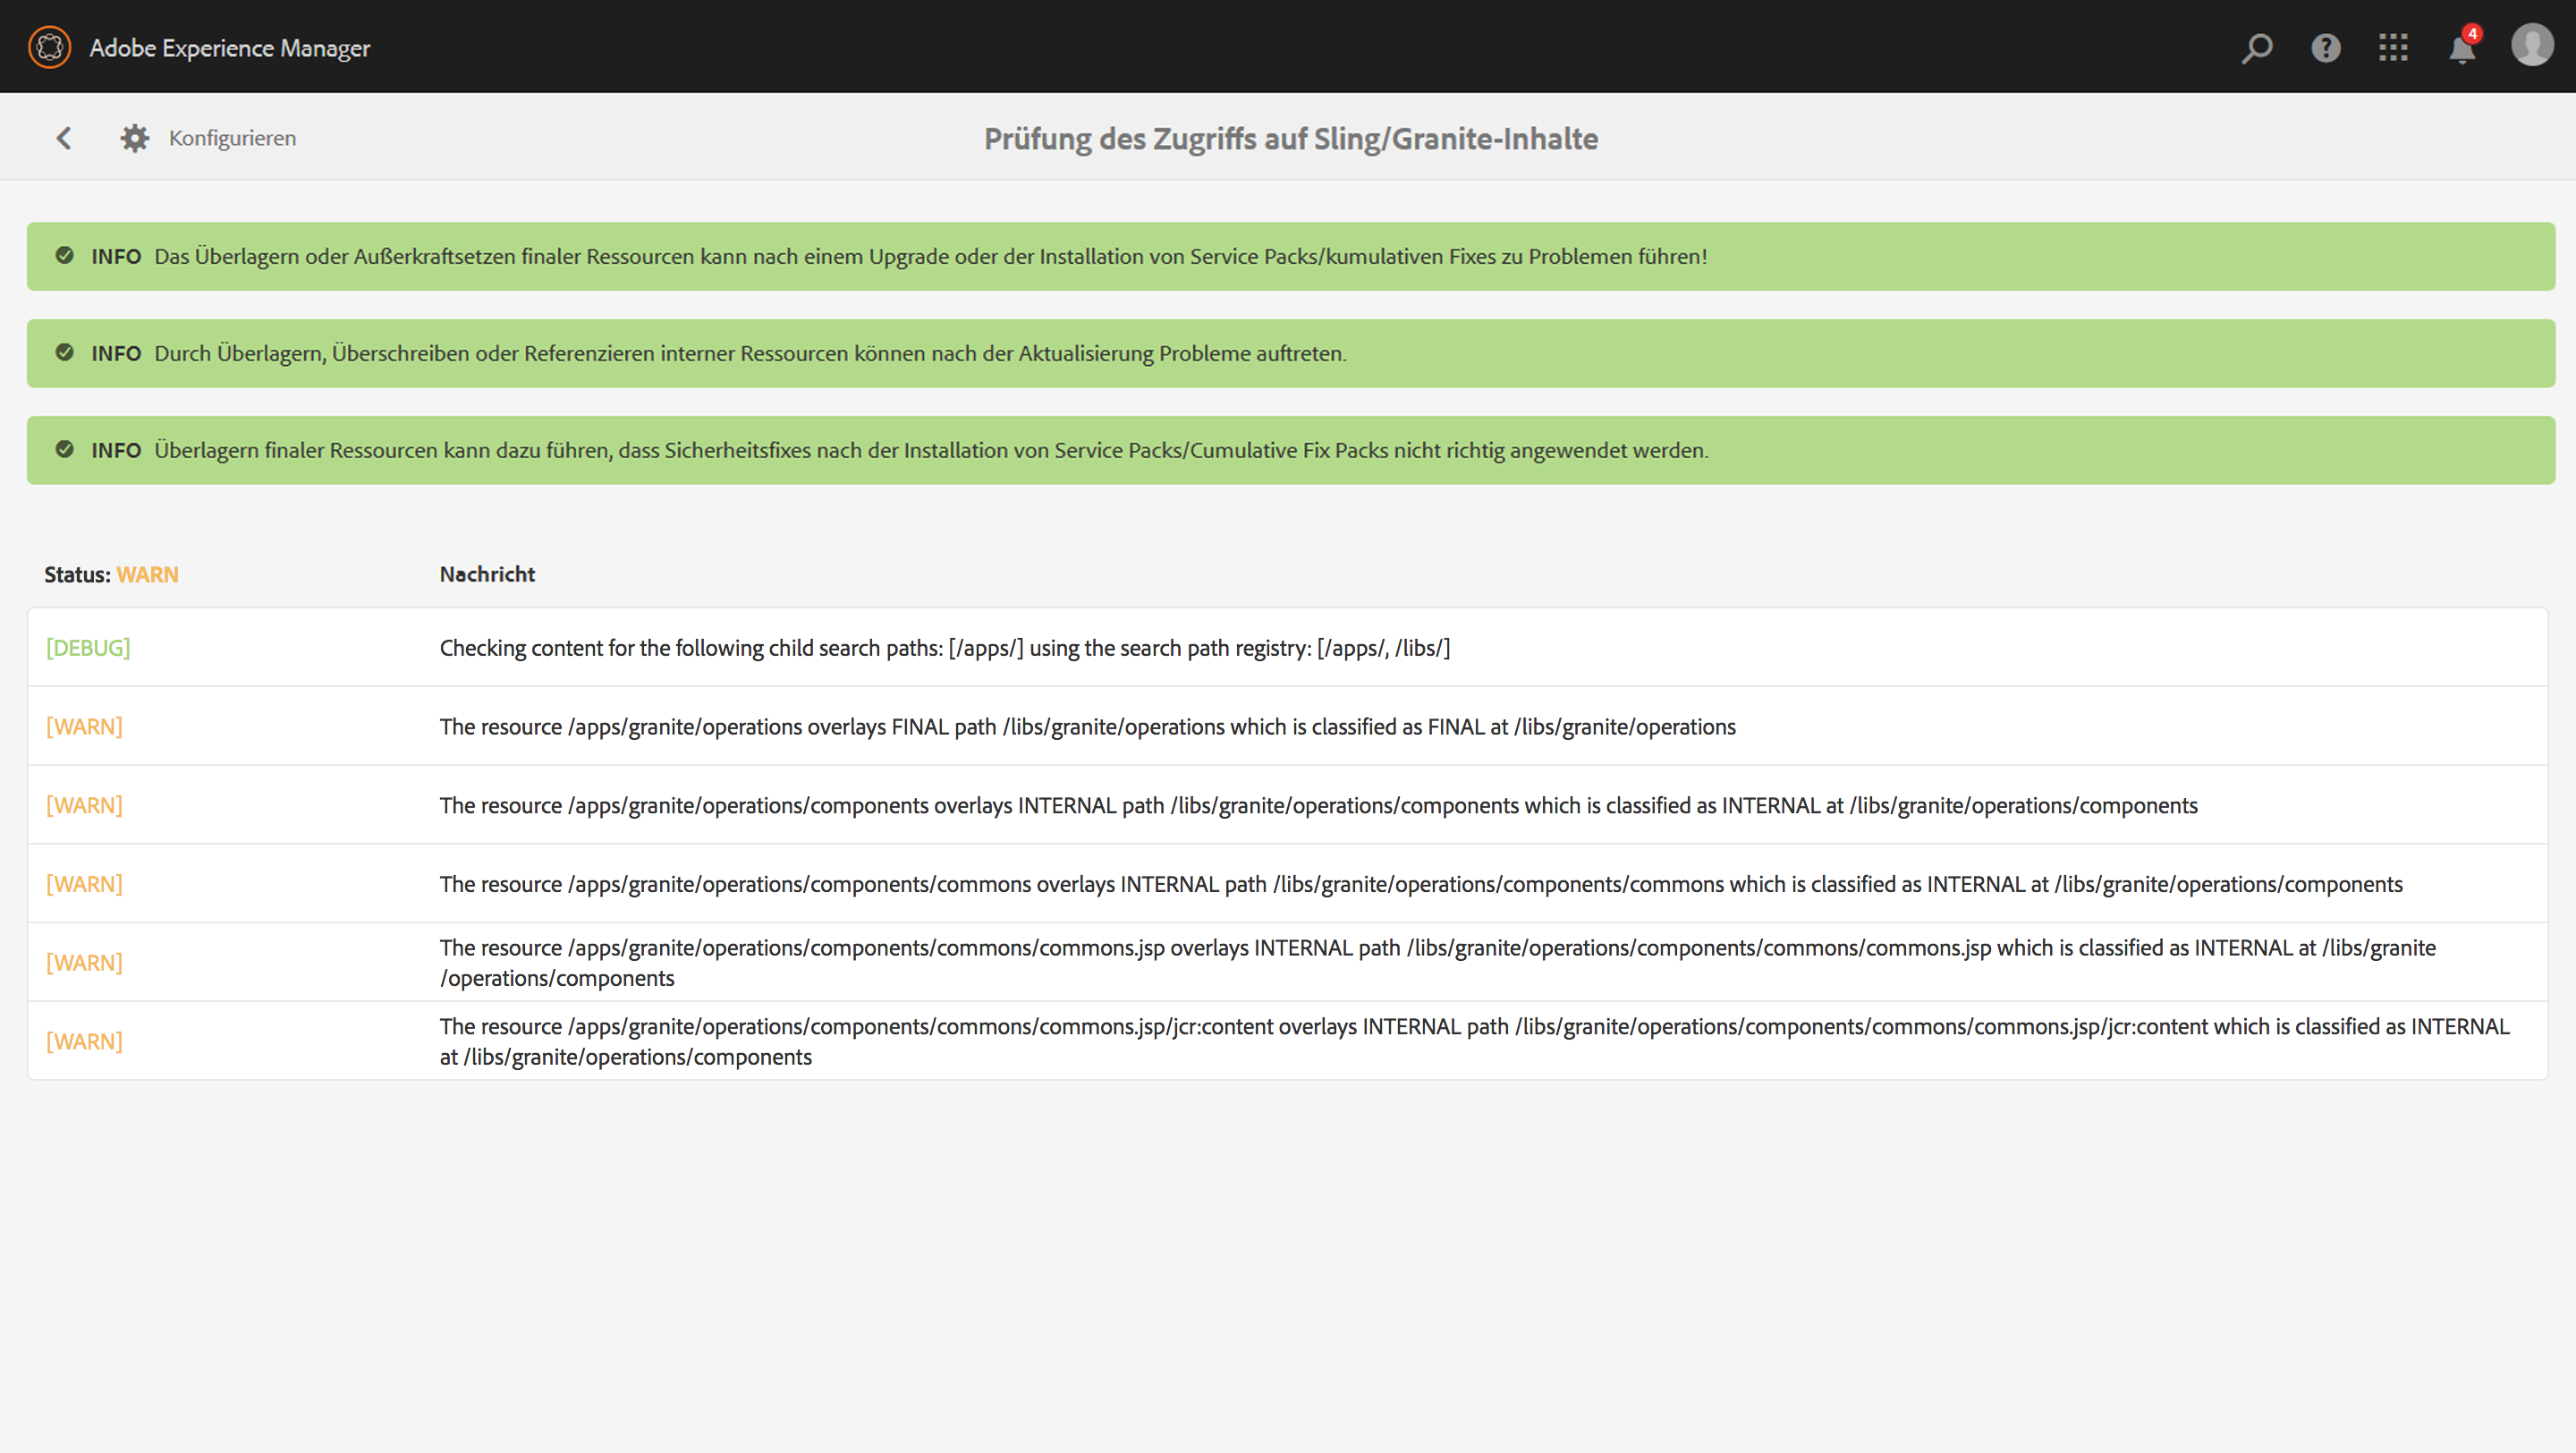 Adobe Experience Manager
4
Konfigurieren
Prüfung des Zugriffs auf Sling/Granite-Inhalte
INFO Das Überlagern oder Außerkraftsetzen finaler Ressourcen kann nach einem Upgrade oder der Installation von Service Packs/kumulativen Fixes zu Problemen führen!
INFO Durch Überlagern, Überschreiben oder Referenzieren interner Ressourcen können nach der Aktualisierung Probleme auftreten.
INFO Überlagern finaler Ressourcen kann dazu führen, dass Sicherheitsfixes nach der Installation von Service Packs/Cumulative Fix Packs nicht richtig angewendet werden.
Status: WARN Nachricht
[DEBUG] Checking content for the following child search paths: [/apps/] using the search path registry: [/apps/, /libs/]
[WARN] The resource /apps/granite/operations overlays FINAL path /libs/granite/operations which is classified as FINAL at /libs/granite/operations
[WARN] The resource /apps/granite/operations/components overlays INTERNAL path /libs/granite/operations/components which is classified as INTERNAL at /libs/granite/operations/components
[WARN] The resource /apps/granite/operations/components/commons overlays INTERNAL path /libs/granite/operations/components/commons which is classified as INTERNAL at /libs/granite/operations/components
[WARN] The resource /apps/granite/operations/components/commons/commons.jsp overlays INTERNAL path /libs/granite/operations/components/commons/commons.jsp which is classified as INTERNAL at /libs/granite
/operations/components
[WARN] The resource /apps/granite/operations/components/commons/commons.jsp/jcr:content overlays INTERNAL path /libs/granite/operations/components/commons/commons.jsp/jcr:content which is classified as INTERNAL
at /libs/granite/operations/components